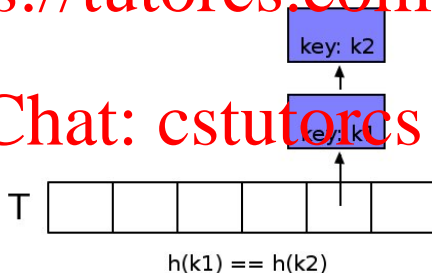 s://tutorcs.com
key: k2
Chat: cstutorcs
key: k1
T
h(k1) == h(k2)